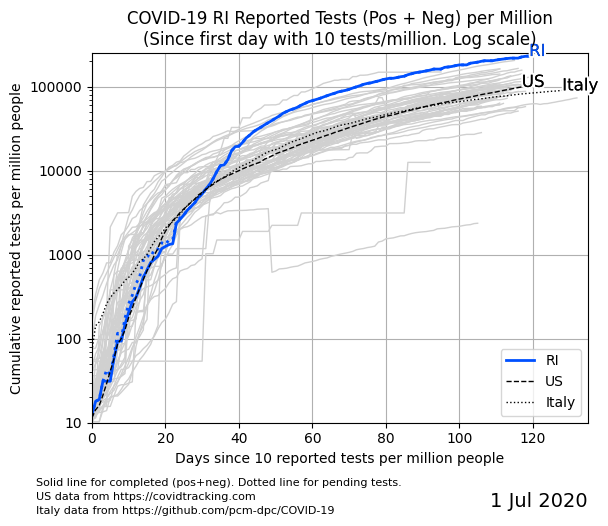 COVID-19 RI Reported Tests (Pos + Neg) per Million
(Since first day with 10 tests/million. Log scale)
RI
US
Italy
Cumulative reported tests per million people
100000
10000
1000
100
10
0
20
40
60
80
100
120
RI
US
Italy
Days since 10 reported tests per million people
Solid line for completed (pos+neg). Dotted line for pending tests.
US data from https://covidtracking.com
Italy data from https://github.com/pcm-dpc/COVID-19
1 Jul 2020